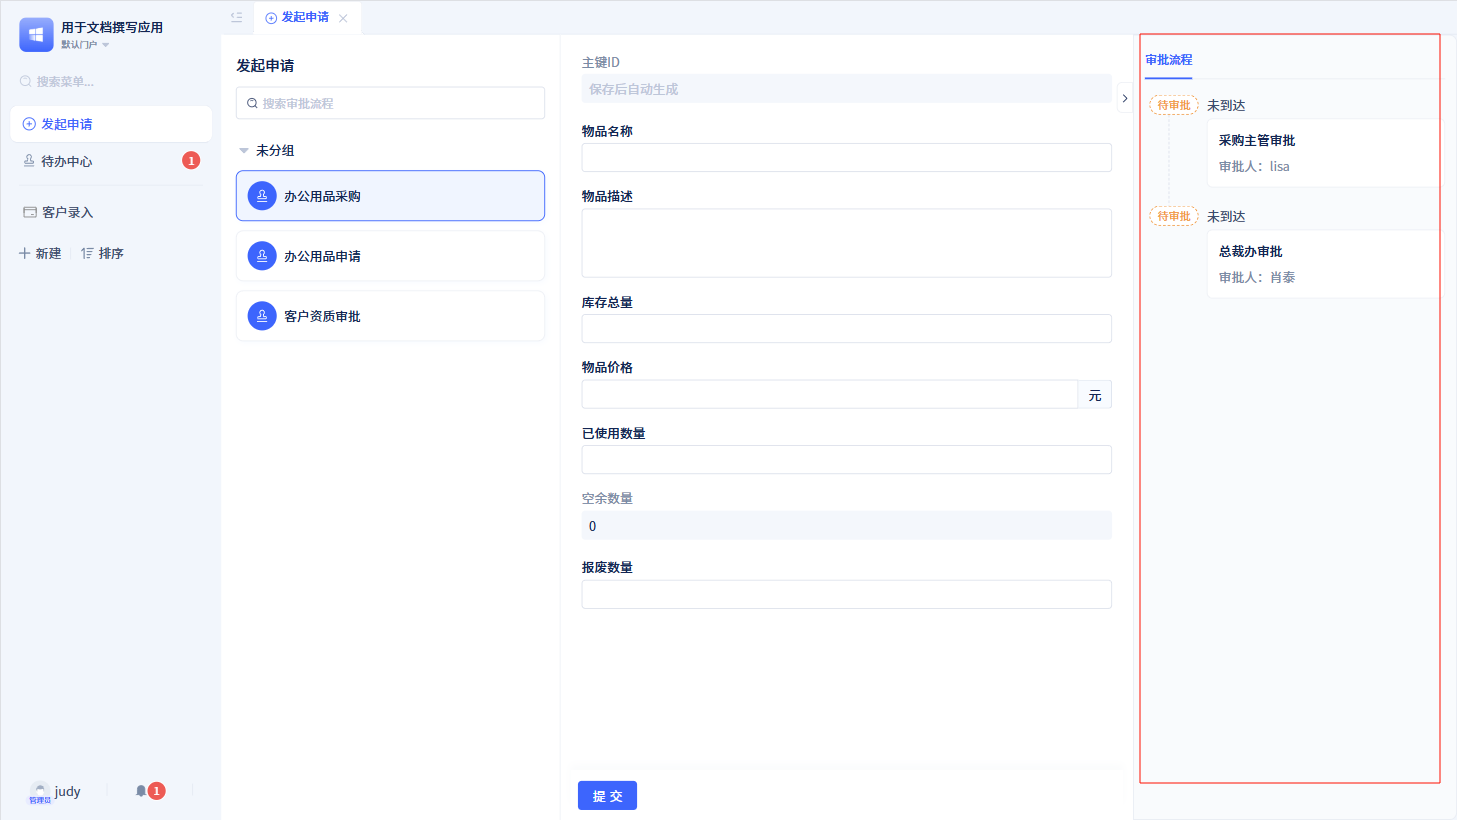 用于文档撰写应用
默认门户
搜索菜单...
发起申请
待办中心
1
客户录入
新建
排序
管理员
judy
1
发起申请
发起申请
搜索审批流程
未分组
办公用品采购
办公用品申请
客户资质审批
主键ID
保存后自动生成
物品名称
物品描述
库存总量
物品价格
元
已使用数量
空余数量
0
报废数量
提 交
审批流程
待审批 未到达
采购主管审批
审批人：lisa
待审批 未到达
总裁办审批
审批人：肖泰